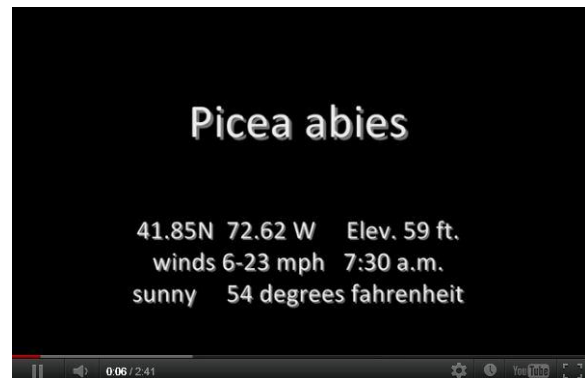 Picea abies
41.85N 72.62 W Elev. 59 ft.
winds 6-23 mph 7:30 a.m.
sunny 54 degrees fahrenheit
0:06 / 2:41 YouTube